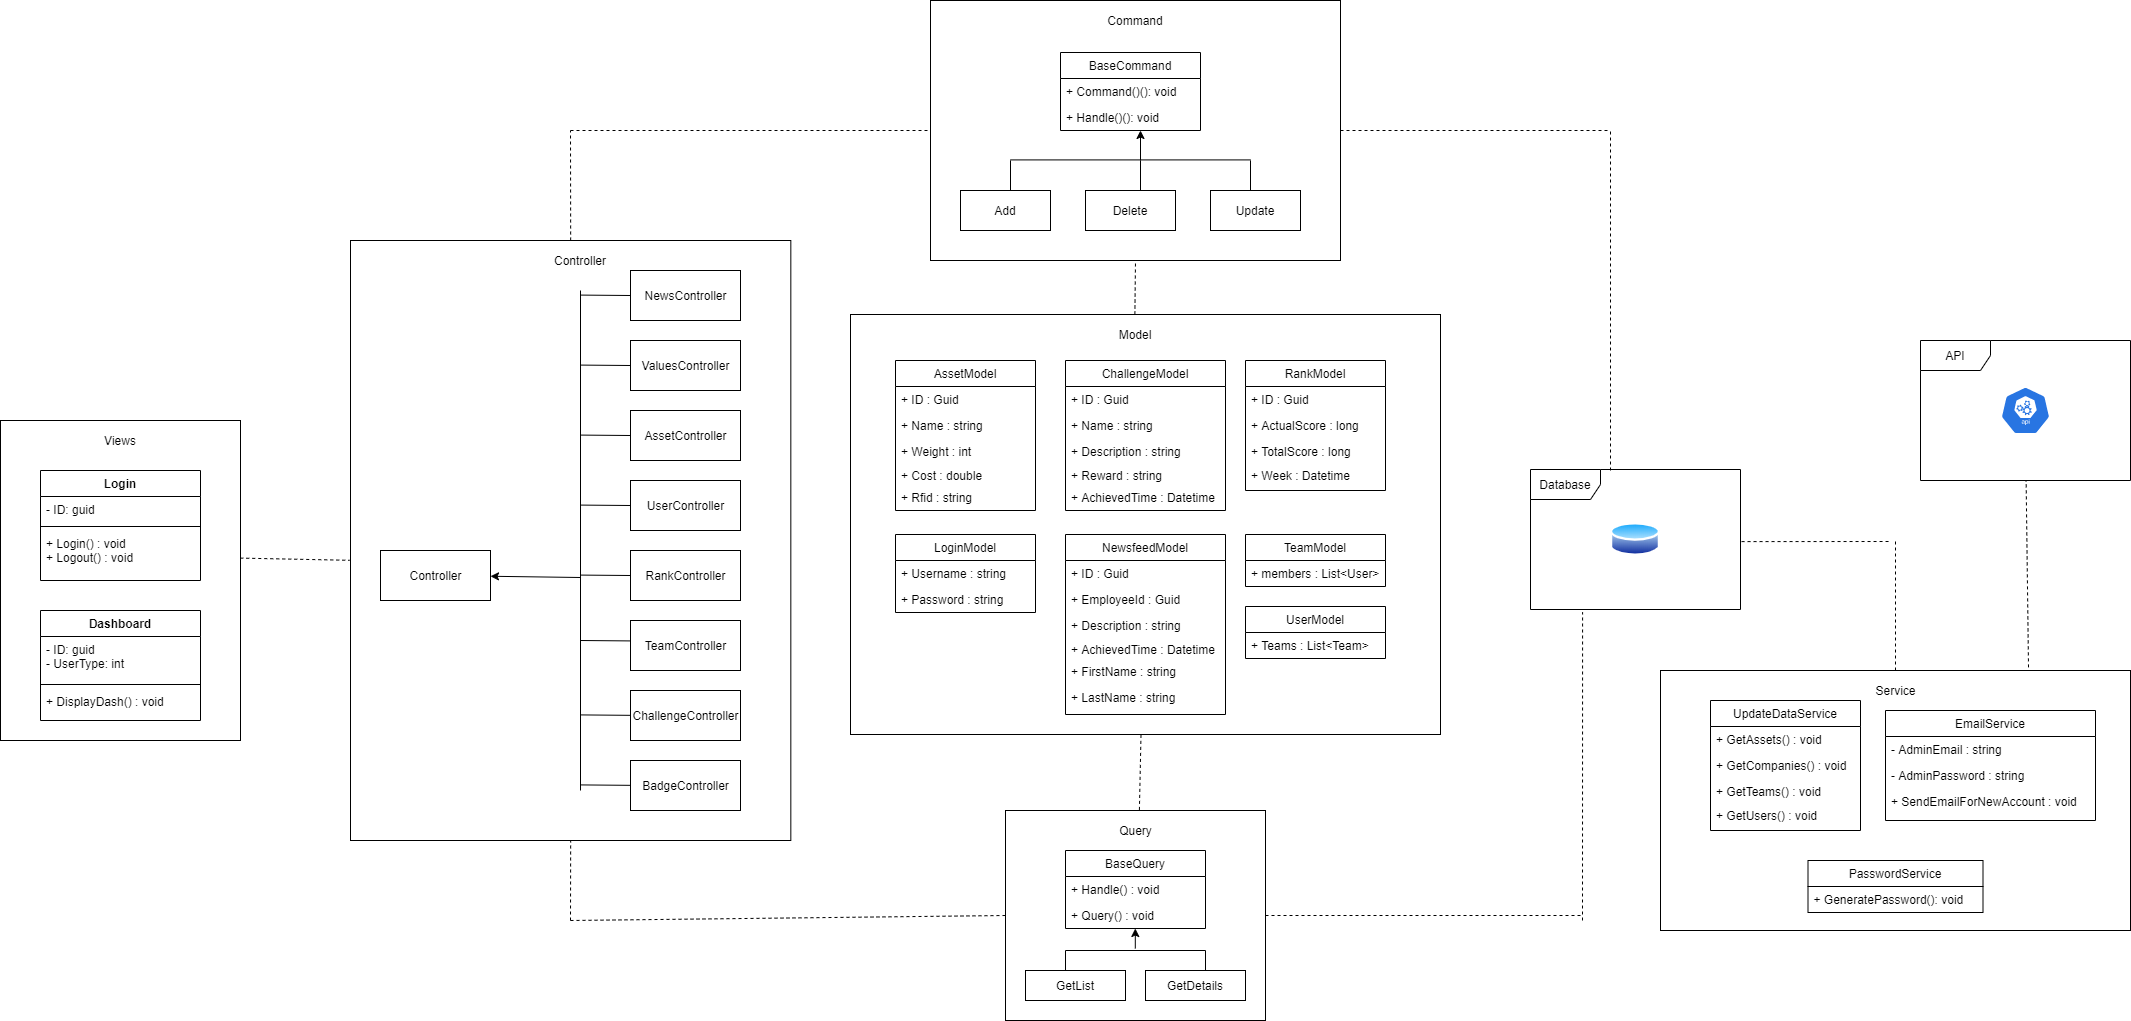 Command
BaseCommand
+ Command()(): void
+ Handle()(): void
Add
Delete
Update
Controller
NewsController
ValuesController
AssetController
UserController
RankController
TeamController
ChallengeController
BadgeController
Controller
Views
Login
- ID: guid
+ Login() : void
+ Logout() : void
Dashboard
- ID: guid
- UserType: int
+ DisplayDash() : void
Model
AssetModel
+ ID : Guid
+ Name : string
+ Weight : int
+ Cost : double
+ Rfid : string
ChallengeModel
+ ID : Guid
+ Name : string
+ Description : string
+ Reward : string
+ AchievedTime : Datetime
RankModel
+ ID : Guid
+ ActualScore : long
+ TotalScore : long
+ Week : Datetime
LoginModel
+ Username : string
+ Password : string
NewsfeedModel
+ ID : Guid
+ EmployeeId : Guid
+ Description : string
+ AchievedTime : Datetime
+ FirstName : string
+ LastName : string
TeamModel
+ members : List<User>
UserModel
+ Teams : List<Team>
Query
BaseQuery
+ Handle() : void
+ Query() : void
GetList
GetDetails
Database
API
api
Service
UpdateDataService
+ GetAssets() : void
+ GetCompanies() : void
+ GetTeams() : void
+ GetUsers() : void
EmailService
- AdminEmail : string
- AdminPassword : string
+ SendEmailForNewAccount : void
PasswordService
+ GeneratePassword(): void